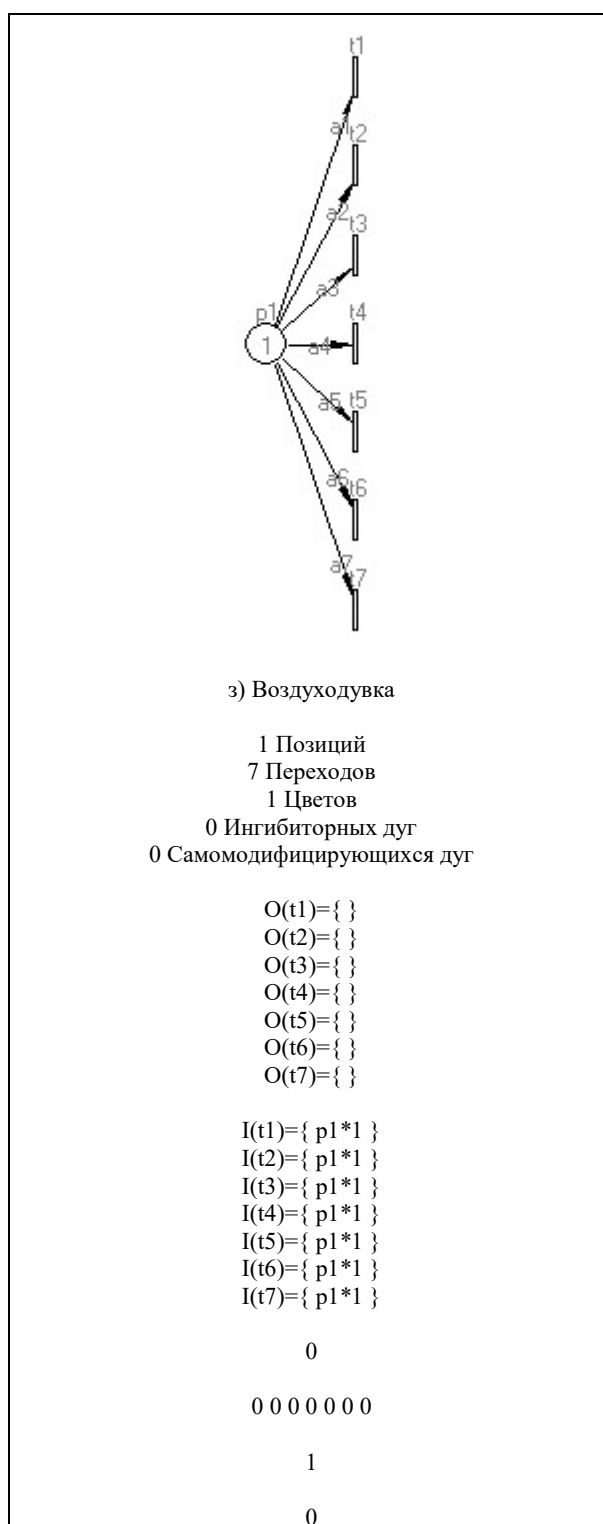 t1
a1
t2
a2
t3
a3
p1
t4
1
a4
a5 t5
a6
t6
a7
t7
з) Воздуходувка
1 Позиций
7 Переходов
1 Цветов
0 Ингибиторных дуг
0 Самомодифицирующихся дуг
O(t1)={ }
O(t2)={ }
O(t3)={ }
O(t4)={ }
O(t5)={ }
O(t6)={ }
O(t7)={ }
I(t1)={ p1*1 }
I(t2)={ p1*1 }
I(t3)={ p1*1 }
I(t4)={ p1*1 }
I(t5)={ p1*1 }
I(t6)={ p1*1 }
I(t7)={ p1*1 }
0
0 0 0 0 0 0 0
1
0